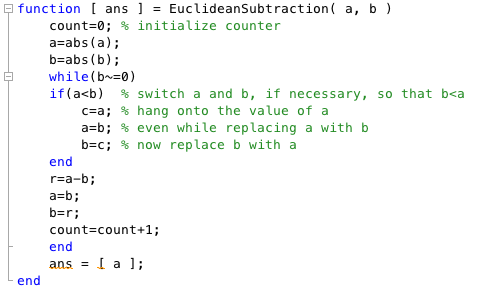 function [ ans ] = EuclideanSubtraction( a, b )
    count=0; % initialize counter
    a=abs(a);
    b=abs(b);
    while(b~=0)
    if(a<b)  % switch a and b, if necessary, so that b<a
        c=a; % hang onto the value of a
        a=b; % even while replacing a with b
        b=c; % now replace b with a
    end
    r=a-b;
    a=b;
    b=r;
    count=count+1;
    end
    ans = [ a ];
end